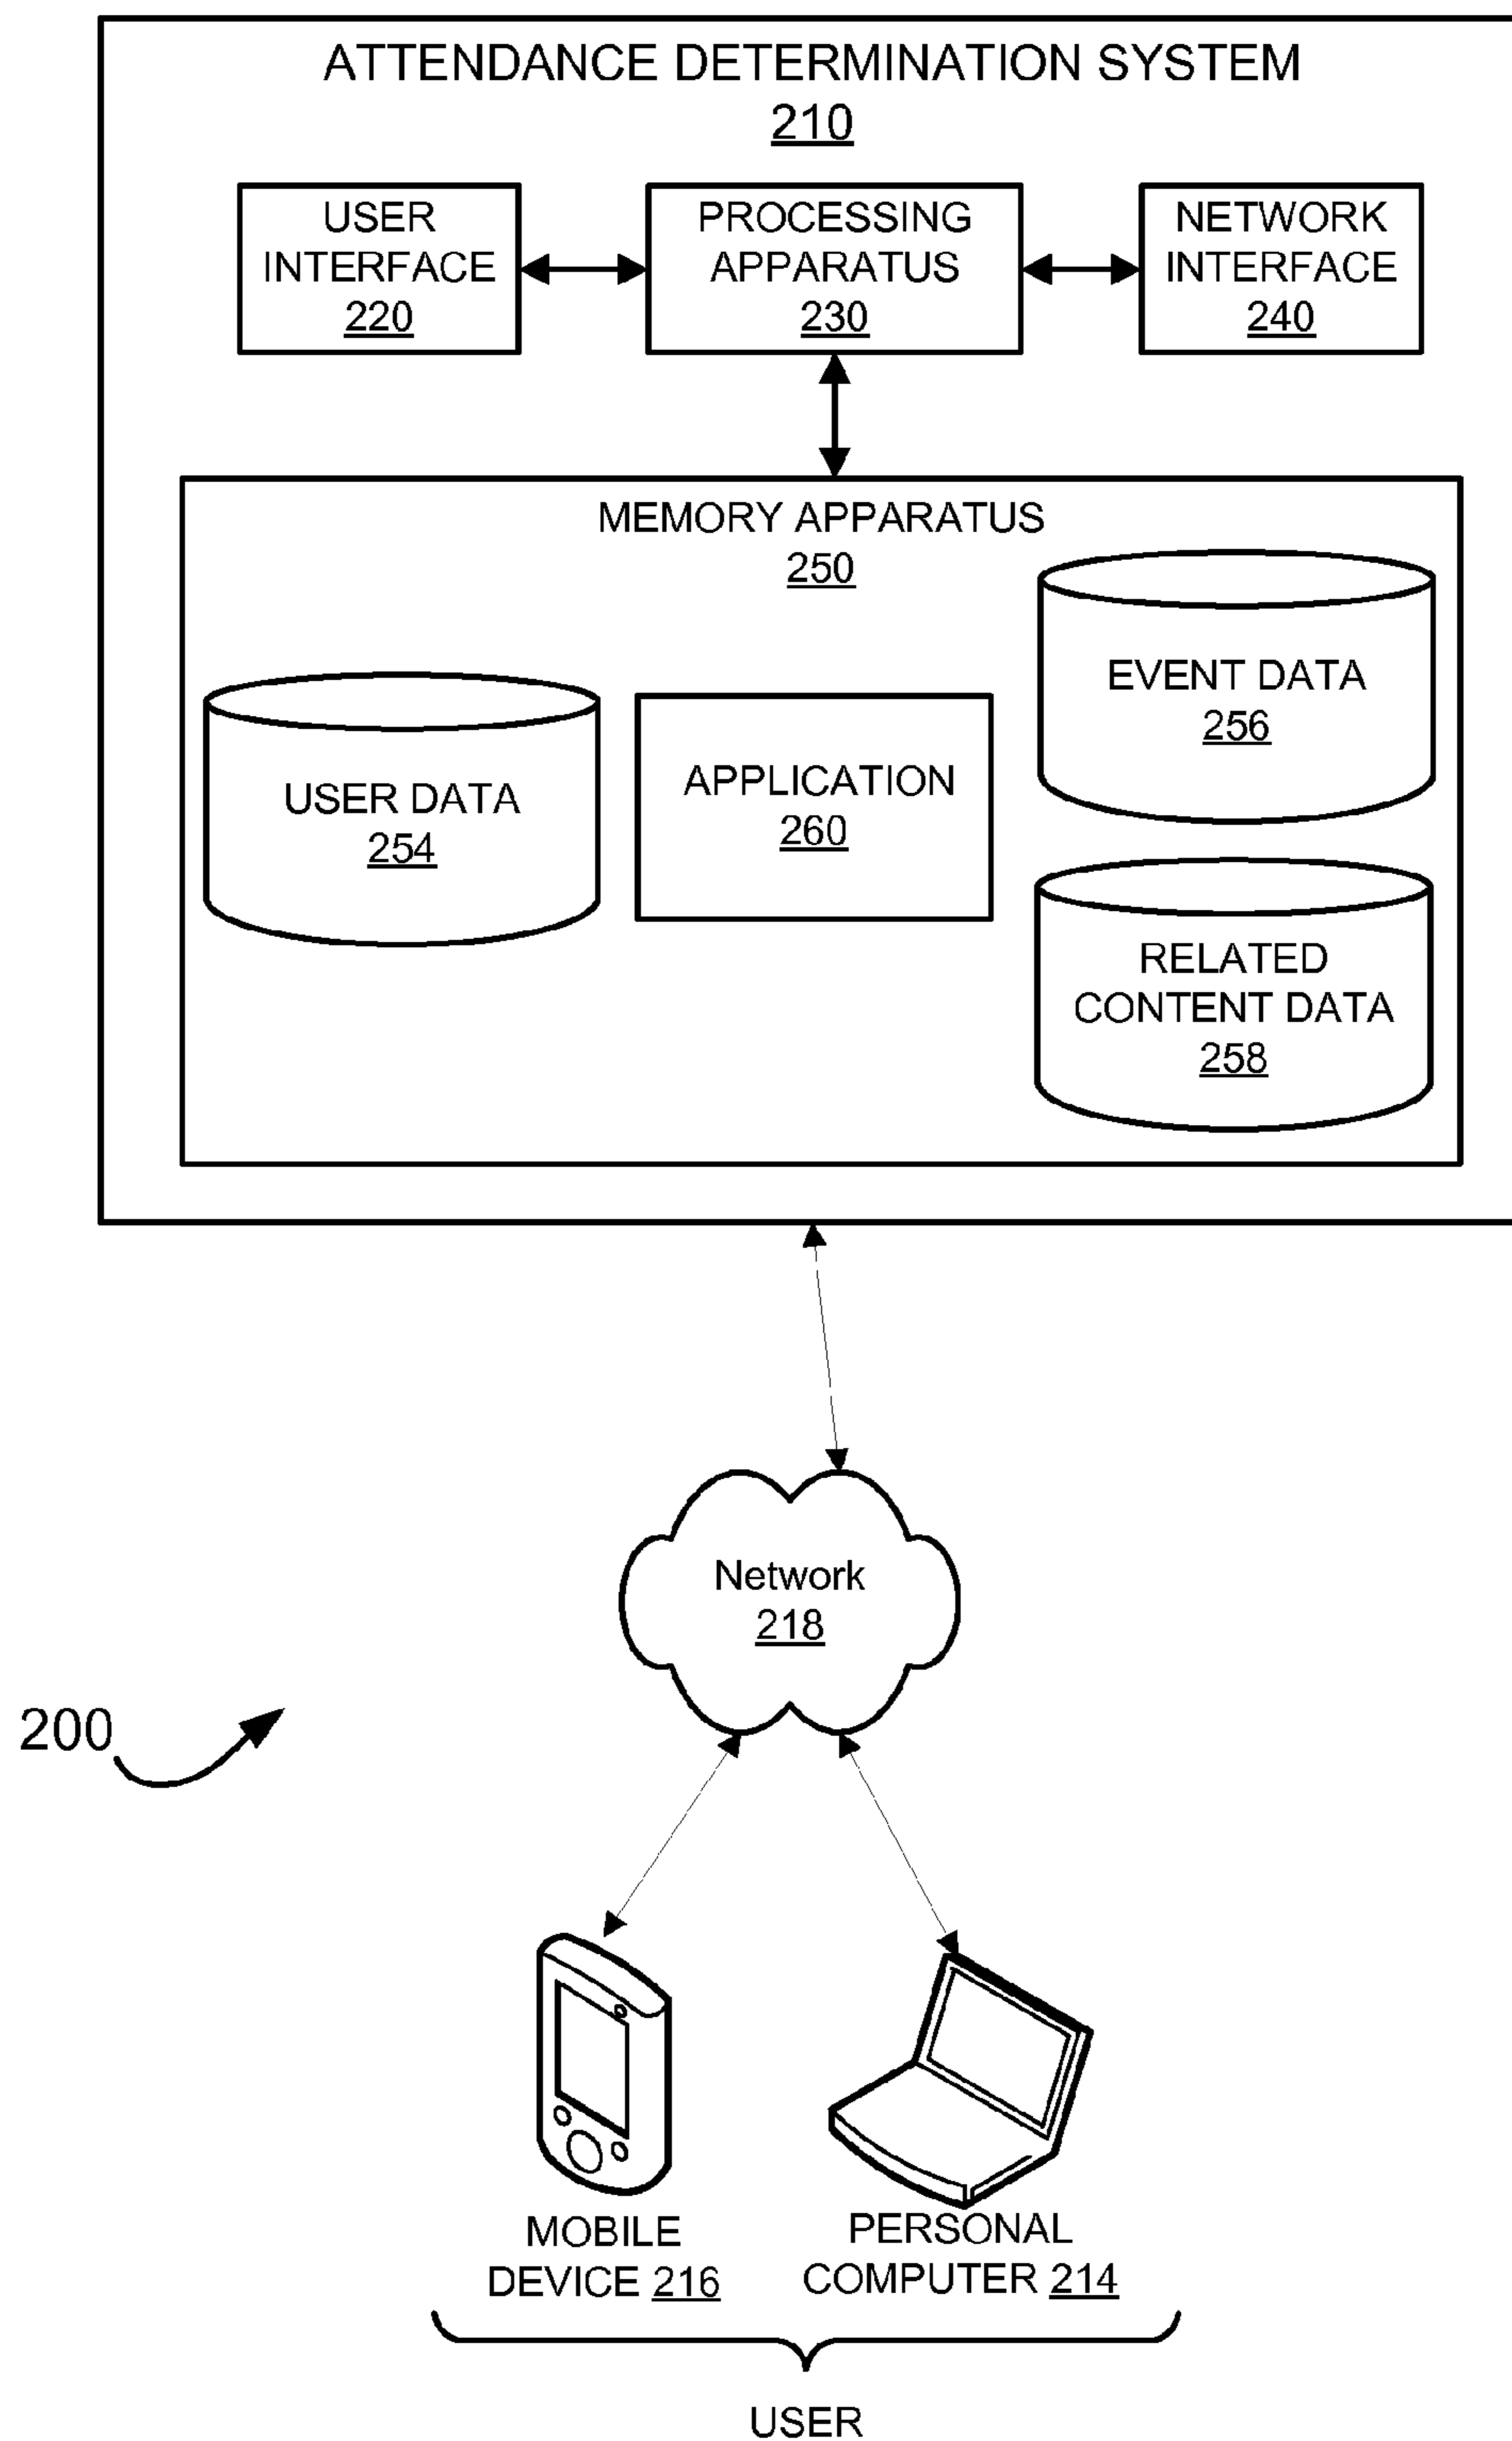 ATTENDANCE DETERMINATION SYSTEM
210
USER
INTERFACE
220
PROCESSING
APPARATUS
230
NETWORK
INTERFACE
240
MEMORY APPARATUS
250
USER DATA
254
APPLICATION
260
EVENT DATA
256
RELATED
CONTENT DATA
258
Network
218
200
MOBILE
DEVICE 216
PERSONAL
COMPUTER 214
USER